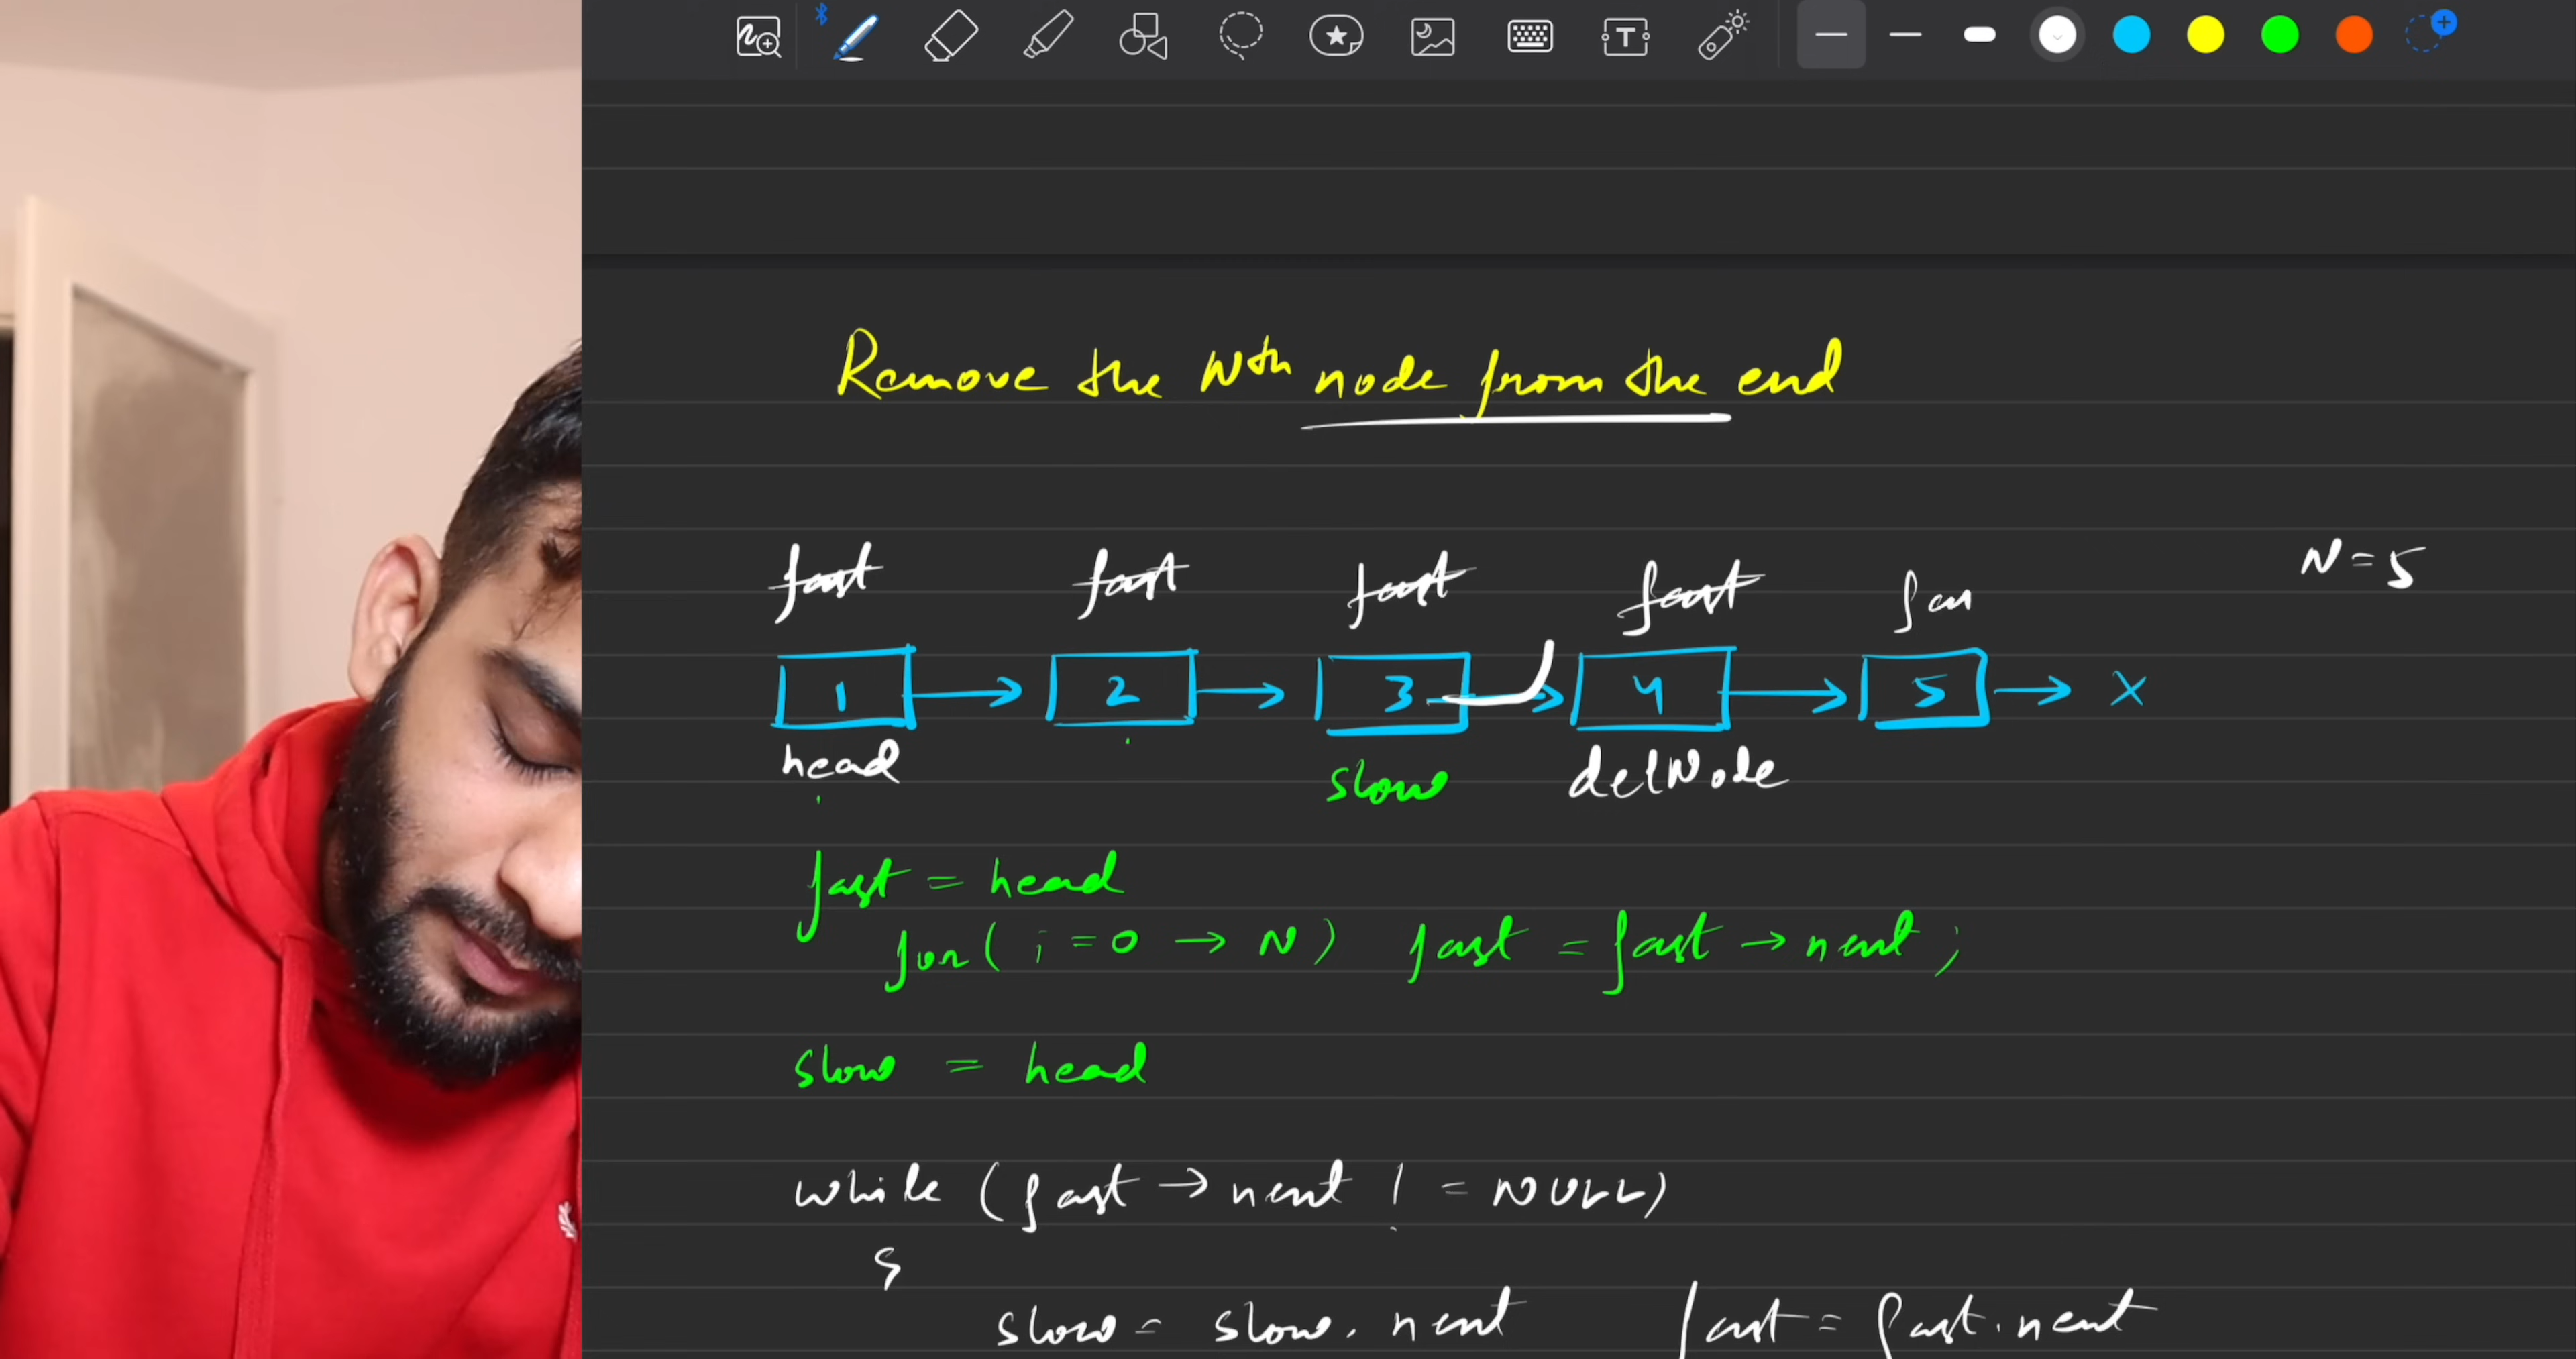 Remove the Nth node from the end
N = 5
fast fast fast fast fas
1 → 2 → 3 → 4 → 5 → X
head slow delNode
fast = head
for ( i = 0 → N ) fast = fast → next ;
slow = head
while ( fast → next != NULL)
{
slow = slow. next fast = fast. next